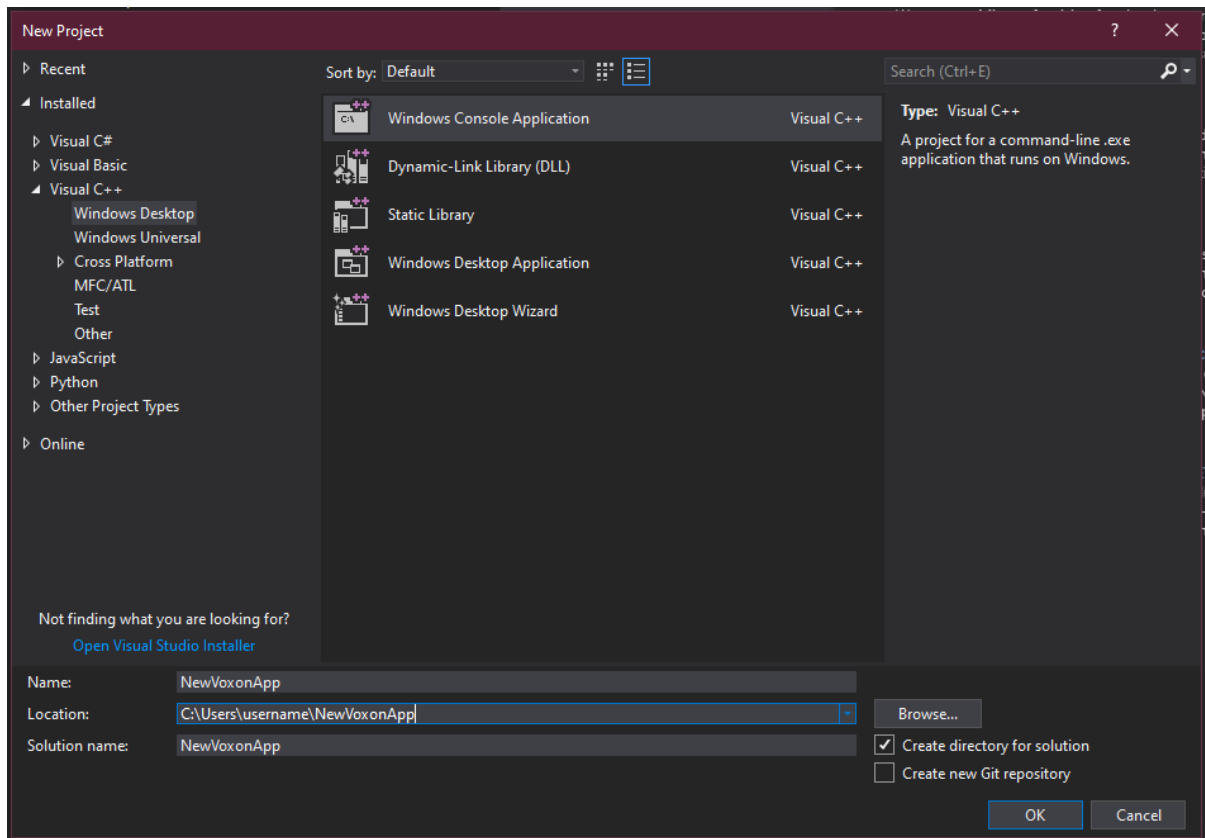 New Project
?
Recent
Installed
Visual C#
Visual Basic
Visual C++
Windows Desktop
Windows Universal
Cross Platform
MFC/ATL
Test
Other
JavaScript
Python
Other Project Types
Online
Not finding what you are looking for?
Open Visual Studio Installer
Sort by: Default
Windows Console Application Visual C++
Dynamic-Link Library (DLL) Visual C++
Static Library Visual C++
Windows Desktop Application Visual C++
Windows Desktop Wizard Visual C++
Search (Ctrl+E)
Type: Visual C++
A project for a command-line .exe
application that runs on Windows.
Name: NewVoxonApp
Location: C:\Users\username\NewVoxonApp
Browse...
Solution name: NewVoxonApp
Create directory for solution
Create new Git repository
OK Cancel